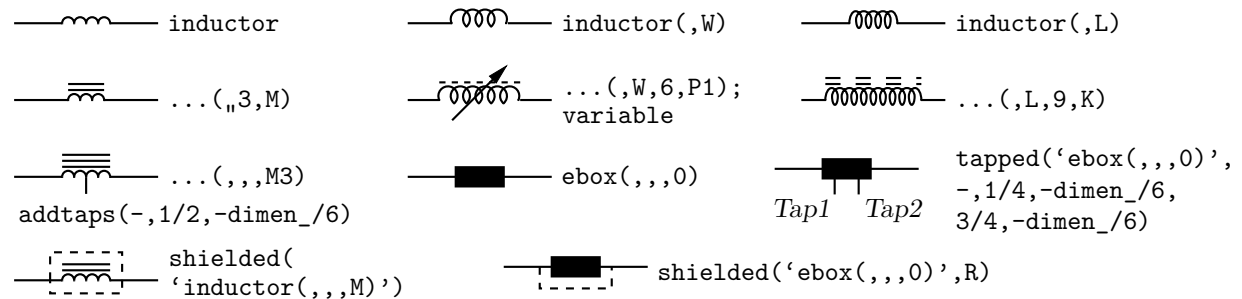 inductor
inductor(,W)
inductor(,L)
...(„3,M)
...(,W,6,P1);
variable
...(,L,9,K)
...(,,,M3)
addtaps(-,1/2,-dimen_/6)
ebox(,,,0)
Tap1 Tap2
tapped(‘ebox(,,,0)’,
-,1/4,-dimen_/6,
3/4,-dimen_/6)
shielded(
‘inductor(,,,M)’)
shielded(‘ebox(,,,0)’,R)